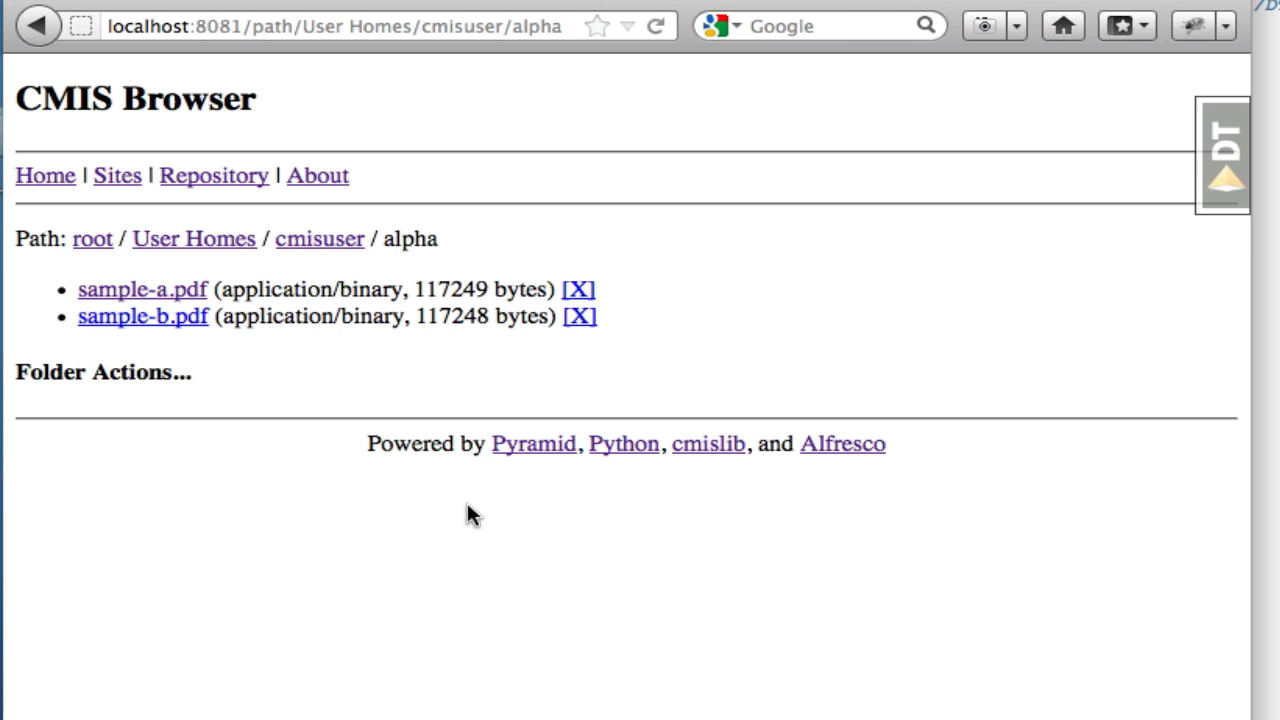 localhost:8081/path/User Homes/cmisuser/alpha
Google
CMIS Browser
DT
Home | Sites | Repository | About
Path: root / User Homes / cmisuser / alpha
• sample-a.pdf (application/binary, 117249 bytes) [X]
• sample-b.pdf (application/binary, 117248 bytes) [X]
Folder Actions...
Powered by Pyramid, Python, cmislib, and Alfresco